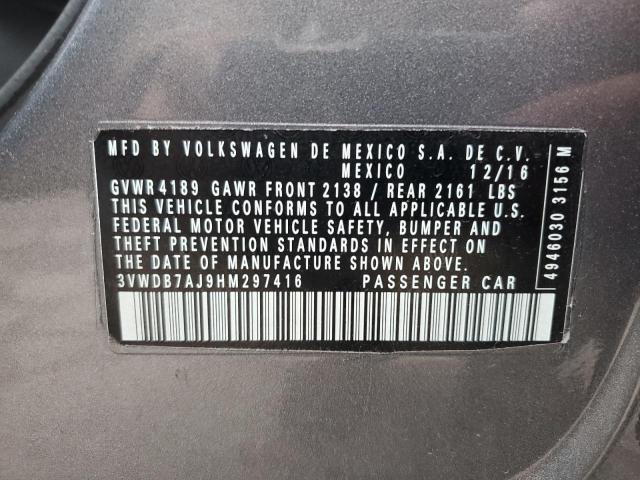 MFD BY VOLKSWAGEN DE MEXICO S.A. DE C.V.
MEXICO 12/16
GVWR 4189 GAWR FRONT 2138 / REAR 2161 LBS
THIS VEHICLE CONFORMS TO ALL APPLICABLE U.S.
FEDERAL MOTOR VEHICLE SAFETY, BUMPER AND
THEFT PREVENTION STANDARDS IN EFFECT ON
THE DATE OF MANUFACTURE SHOWN ABOVE.
3VWDB7AJ9HM297416 PASSENGER CAR
4946030 3156 M